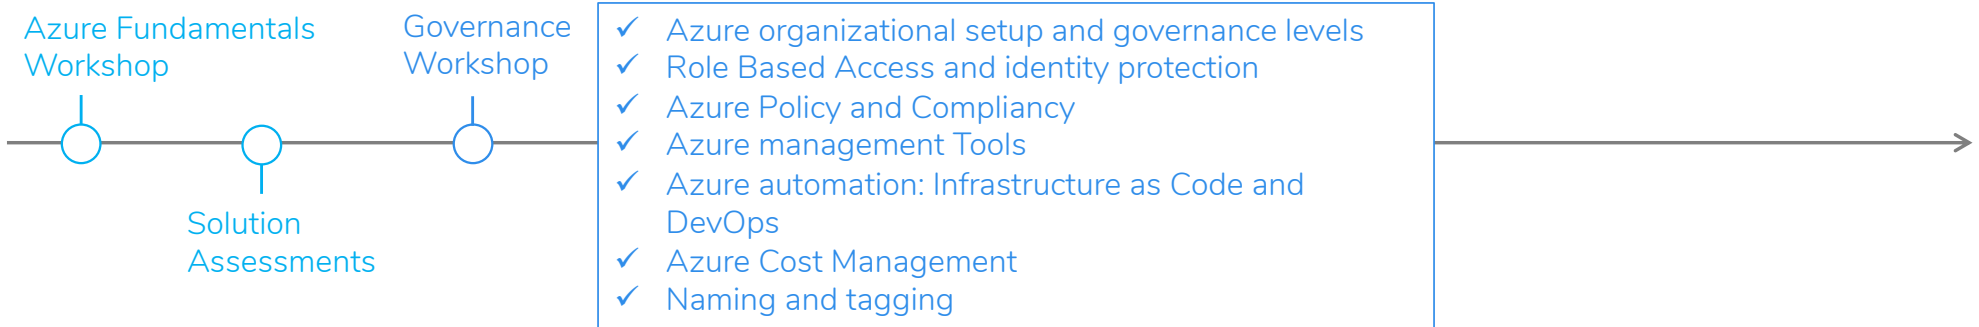 Azure Fundamentals
Workshop
Solution
Assessments
Governance
Workshop
✓ Azure organizational setup and governance levels
✓ Role Based Access and identity protection
✓ Azure Policy and Compliancy
✓ Azure management Tools
✓ Azure automation: Infrastructure as Code and
DevOps
✓ Azure Cost Management
✓ Naming and tagging